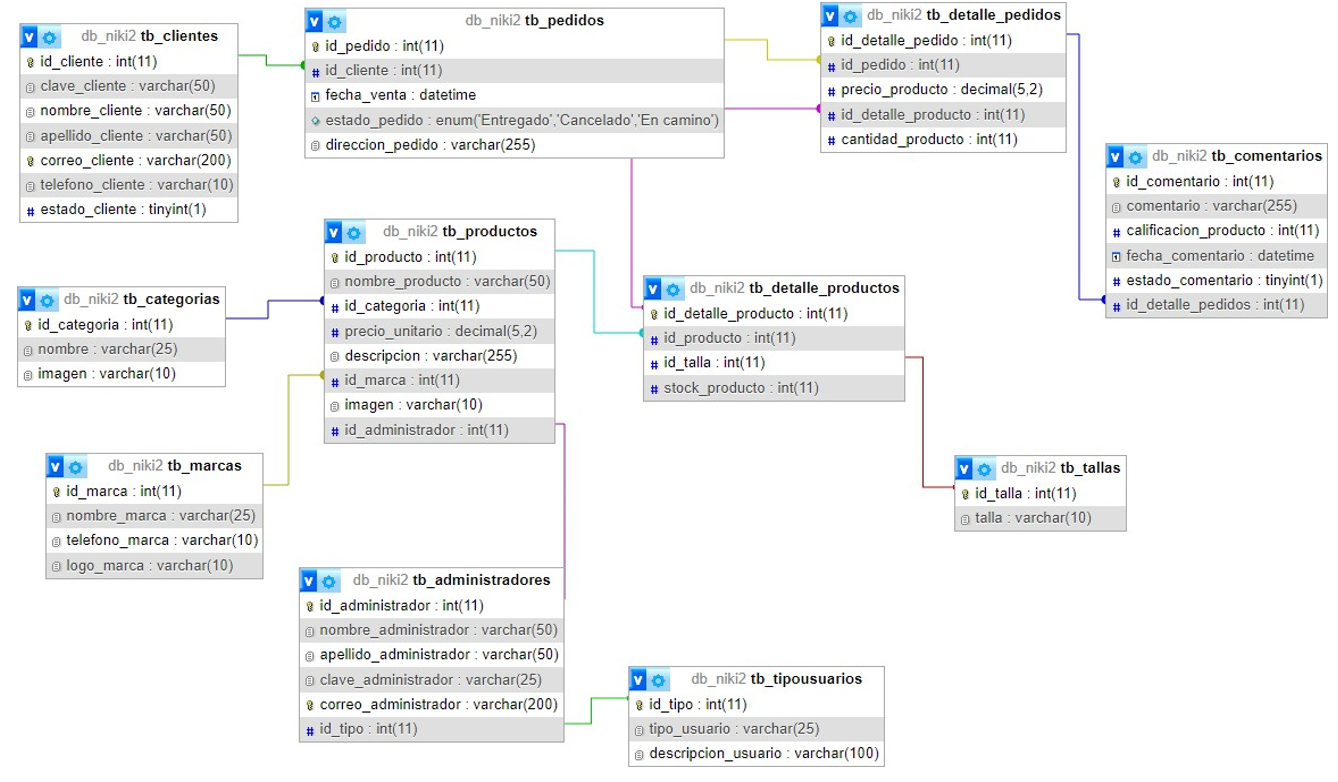 db_niki2 tb_clientes
id_cliente : int(11)
clave_cliente : varchar(50)
nombre_cliente : varchar(50)
apellido_cliente : varchar(50)
correo_cliente : varchar(200)
telefono_cliente : varchar(10)
estado_cliente : tinyint(1)
db_niki2 tb_pedidos
id_pedido : int(11)
id_cliente : int(11)
fecha_venta : datetime
estado_pedido : enum('Entregado','Cancelado','En camino')
direccion_pedido : varchar(255)
db_niki2 tb_detalle_pedidos
id_detalle_pedido : int(11)
id_pedido : int(11)
precio_producto : decimal(5,2)
id_detalle_producto : int(11)
cantidad_producto : int(11)
db_niki2 tb_comentarios
id_comentario : int(11)
comentario : varchar(255)
calificacion_producto : int(11)
fecha_comentario : datetime
estado_comentario : tinyint(1)
id_detalle_pedidos : int(11)
db_niki2 tb_productos
id_producto : int(11)
nombre_producto : varchar(50)
id_categoria : int(11)
precio_unitario : decimal(5,2)
descripcion : varchar(255)
id_marca : int(11)
imagen : varchar(10)
id_administrador : int(11)
db_niki2 tb_categorias
id_categoria : int(11)
nombre : varchar(25)
imagen : varchar(10)
db_niki2 tb_detalle_productos
id_detalle_producto : int(11)
id_producto : int(11)
id_talla : int(11)
stock_producto : int(11)
db_niki2 tb_marcas
id_marca : int(11)
nombre_marca : varchar(25)
telefono_marca : varchar(10)
logo_marca : varchar(10)
db_niki2 tb_tallas
id_talla : int(11)
talla : varchar(10)
db_niki2 tb_administradores
id_administrador : int(11)
nombre_administrador : varchar(50)
apellido_administrador : varchar(50)
clave_administrador : varchar(25)
correo_administrador : varchar(200)
id_tipo : int(11)
db_niki2 tb_tipousuarios
id_tipo : int(11)
tipo_usuario : varchar(25)
descripcion_usuario : varchar(100)